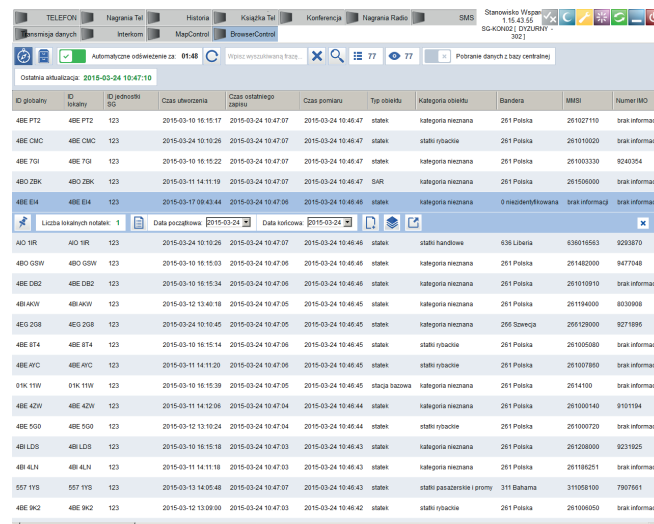 TELEFON Nagrania Tel Historia Książka Tel Konferencja Nagrania Radio SMS
Stanowisko Wspar
1.15.43.55
SG-KON02 [ DYŻURNY -
302 ]
Transmisja danych Interkom MapControl BrowserControl
Automatyczne odświeżenie za: 01:48 Wpisz wyszukiwaną frazę... 77 77 Pobranie danych z bazy centralnej
Ostatnia aktualizacja: 2015-03-24 10:47:10
ID globalny ID lokalny ID jednostki SG Czas utworzenia Czas ostatniego zapisu Czas pomiaru Typ obiektu Kategoria obiektu Bandera MMSI Numer IMO
4BE PT2 4BE PT2 123 2015-03-10 16:15:17 2015-03-24 10:47:07 2015-03-24 10:46:47 statek kategoria nieznana 261 Polska 261027110 brak informac
4BE CMC 4BE CMC 123 2015-03-24 10:10:26 2015-03-24 10:47:07 2015-03-24 10:46:47 statek statki rybackie 261 Polska 261010020 brak informac
4BE 7GI 4BE 7GI 123 2015-03-10 16:15:22 2015-03-24 10:47:07 2015-03-24 10:46:47 statek kategoria nieznana 261 Polska 261003330 9240354
4BO ZBK 4BO ZBK 123 2015-03-11 14:11:19 2015-03-24 10:47:07 2015-03-24 10:46:47 SAR kategoria nieznana 261 Polska 261506000 brak informac
4BE EI4 4BE EI4 123 2015-03-17 09:43:44 2015-03-24 10:47:06 2015-03-24 10:46:46 statek kategoria nieznana 0 niezidentyfikowana brak informacji brak informac
Liczba lokalnych notatek: 1 Data początkowa: 2015-03-24 Data końcowa: 2015-03-24
AIO 1IR AIO 1IR 123 2015-03-24 10:10:26 2015-03-24 10:47:07 2015-03-24 10:46:46 statek statki handlowe 636 Liberia 636016563 9293870
4BO GSW 4BO GSW 123 2015-03-10 16:15:03 2015-03-24 10:47:06 2015-03-24 10:46:46 statek kategoria nieznana 261 Polska 261482000 9477048
4BE DB2 4BE DB2 123 2015-03-10 16:15:34 2015-03-24 10:47:06 2015-03-24 10:46:46 statek kategoria nieznana 261 Polska 261010910 brak informac
4BI AKW 4BI AKW 123 2015-03-12 13:40:18 2015-03-24 10:47:05 2015-03-24 10:46:45 statek kategoria nieznana 261 Polska 261194000 8030908
4EG 2G8 4EG 2G8 123 2015-03-24 10:10:45 2015-03-24 10:47:05 2015-03-24 10:46:45 statek kategoria nieznana 266 Szwecja 266129000 9271896
4BE 8T4 4BE 8T4 123 2015-03-10 16:15:14 2015-03-24 10:47:06 2015-03-24 10:46:45 statek statki rybackie 261 Polska 261005080 brak informac
4BE AYC 4BE AYC 123 2015-03-11 14:11:20 2015-03-24 10:47:06 2015-03-24 10:46:45 statek statki rybackie 261 Polska 261007860 brak informac
01K 11W 01K 11W 123 2015-03-10 16:15:39 2015-03-24 10:47:05 2015-03-24 10:46:45 stacja bazowa kategoria nieznana 261 Polska 2614100 brak informac
4BE 4ZW 4BE 4ZW 123 2015-03-11 14:12:06 2015-03-24 10:47:04 2015-03-24 10:46:44 statek kategoria nieznana 261 Polska 261000140 9101194
4BE 5G0 4BE 5G0 123 2015-03-12 13:10:24 2015-03-24 10:47:04 2015-03-24 10:46:44 statek statki rybackie 261 Polska 261000720 brak informac
4BI LDS 4BI LDS 123 2015-03-10 16:15:18 2015-03-24 10:47:03 2015-03-24 10:46:43 statek kategoria nieznana 261 Polska 261208000 9231925
4BI 4LN 4BI 4LN 123 2015-03-11 14:11:18 2015-03-24 10:47:03 2015-03-24 10:46:43 statek kategoria nieznana 261 Polska 261186251 brak informac
557 1YS 557 1YS 123 2015-03-13 14:05:48 2015-03-24 10:47:07 2015-03-24 10:46:43 statek statki pasażerskie i promy 311 Bahama 311058100 7907661
4BE 9K2 4BE 9K2 123 2015-03-12 13:09:00 2015-03-24 10:47:03 2015-03-24 10:46:42 statek statki rybackie 261 Polska 261006050 brak informac